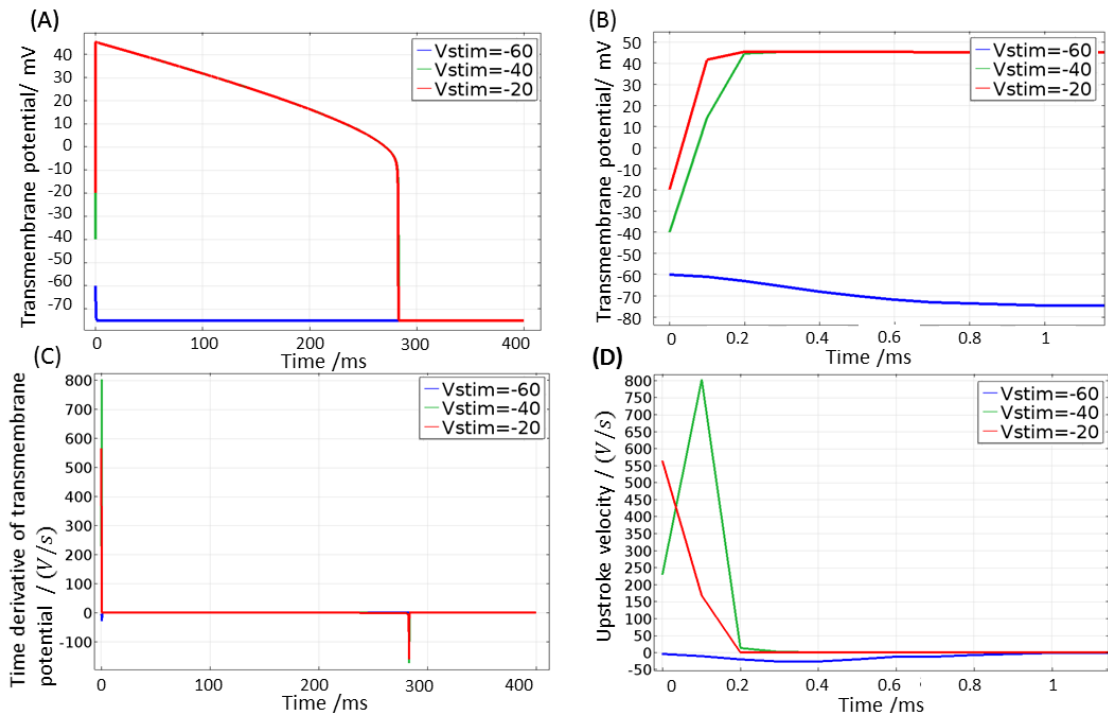 (A)
Transmembrane potential/ mV
40
30
20
10
0
-10
-20
-30
-40
-50
-60
-70
Vstim=-60
Vstim=-40
Vstim=-20
0
100
200
300
400
Time /ms
(B)
Transmembrane potential/ mV
50
40
30
20
10
0
-10
-20
-30
-40
-50
-60
-70
-80
Vstim=-60
Vstim=-40
Vstim=-20
0
0.2
0.4
0.6
0.8
1
Time /ms
(C)
Time derivative of transmembrane
potential / (V/s)
800
700
600
500
400
300
200
100
0
-100
Vstim=-60
Vstim=-40
Vstim=-20
0
100 ms
200 ms
300 ms
400 ms
Time /ms
(D)
Upstroke velocity / (V/s)
800
750
700
650
600
550
500
450
400
350
300
250
200
150
100
50
0
-50
Vstim=-60
Vstim=-40
Vstim=-20
0
0.2
0.4
0.6
0.8
1
Time /ms